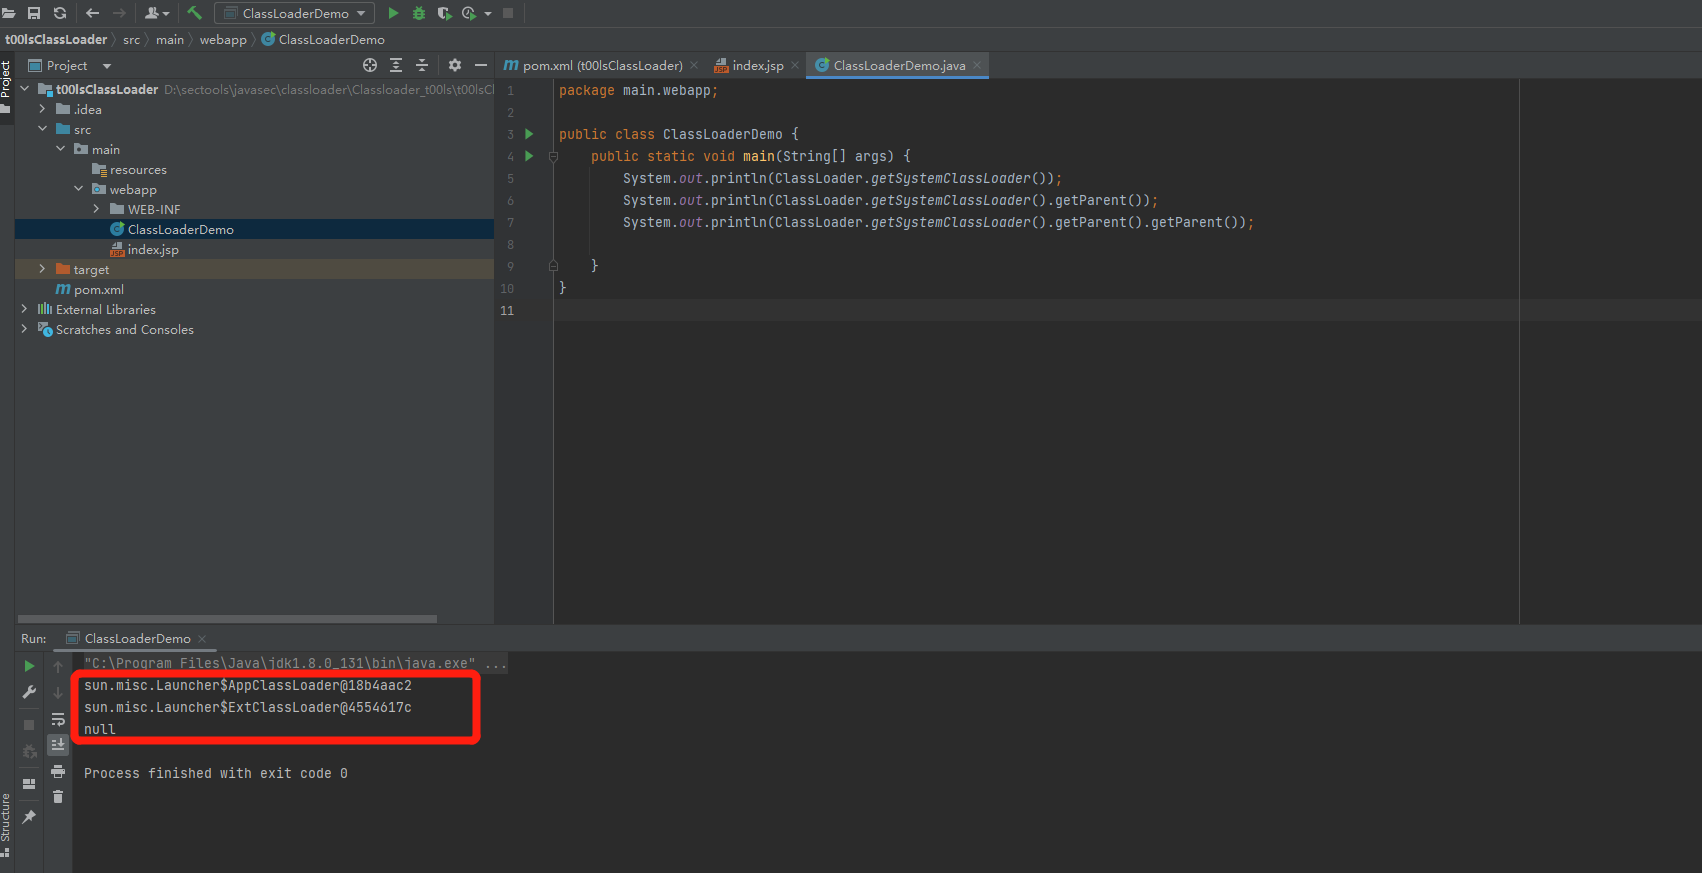 ClassLoaderDemo
t00lsClassLoader
src
main
webapp
ClassLoaderDemo
Project
Project
t00lsClassLoader D:\sectools\javasec\classloader\Classloader_t00ls\t00lsCl
.idea
src
main
resources
webapp
WEB-INF
ClassLoaderDemo
index.jsp
target
pom.xml
External Libraries
Scratches and Consoles
pom.xml (t00lsClassLoader)
index.jsp
ClassLoaderDemo.java
1 package main.webapp;
2
3 public class ClassLoaderDemo {
4 public static void main(String[] args) {
5 System.out.println(ClassLoader.getSystemClassLoader());
6 System.out.println(ClassLoader.getSystemClassLoader().getParent());
7 System.out.println(ClassLoader.getSystemClassLoader().getParent().getParent());
8
9 }
10 }
11
Run:
ClassLoaderDemo
"C:\Program Files\Java\jdk1.8.0_131\bin\java.exe" ...
sun.misc.Launcher$AppClassLoader@18b4aac2
sun.misc.Launcher$ExtClassLoader@4554617c
null
Process finished with exit code 0
Structure